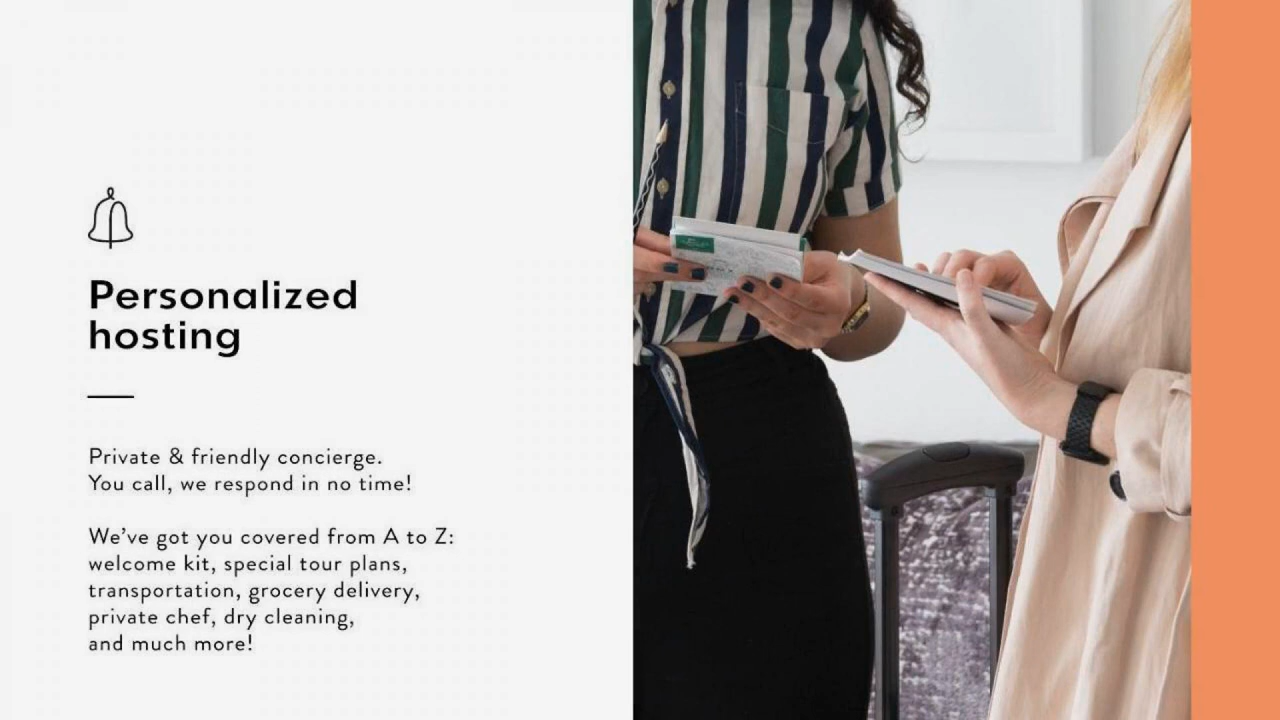 Personalized
hosting
Private & friendly concierge.
You call, we respond in no time!
We’ve got you covered from A to Z:
welcome kit, special tour plans,
transportation, grocery delivery,
private chef, dry cleaning,
and much more!